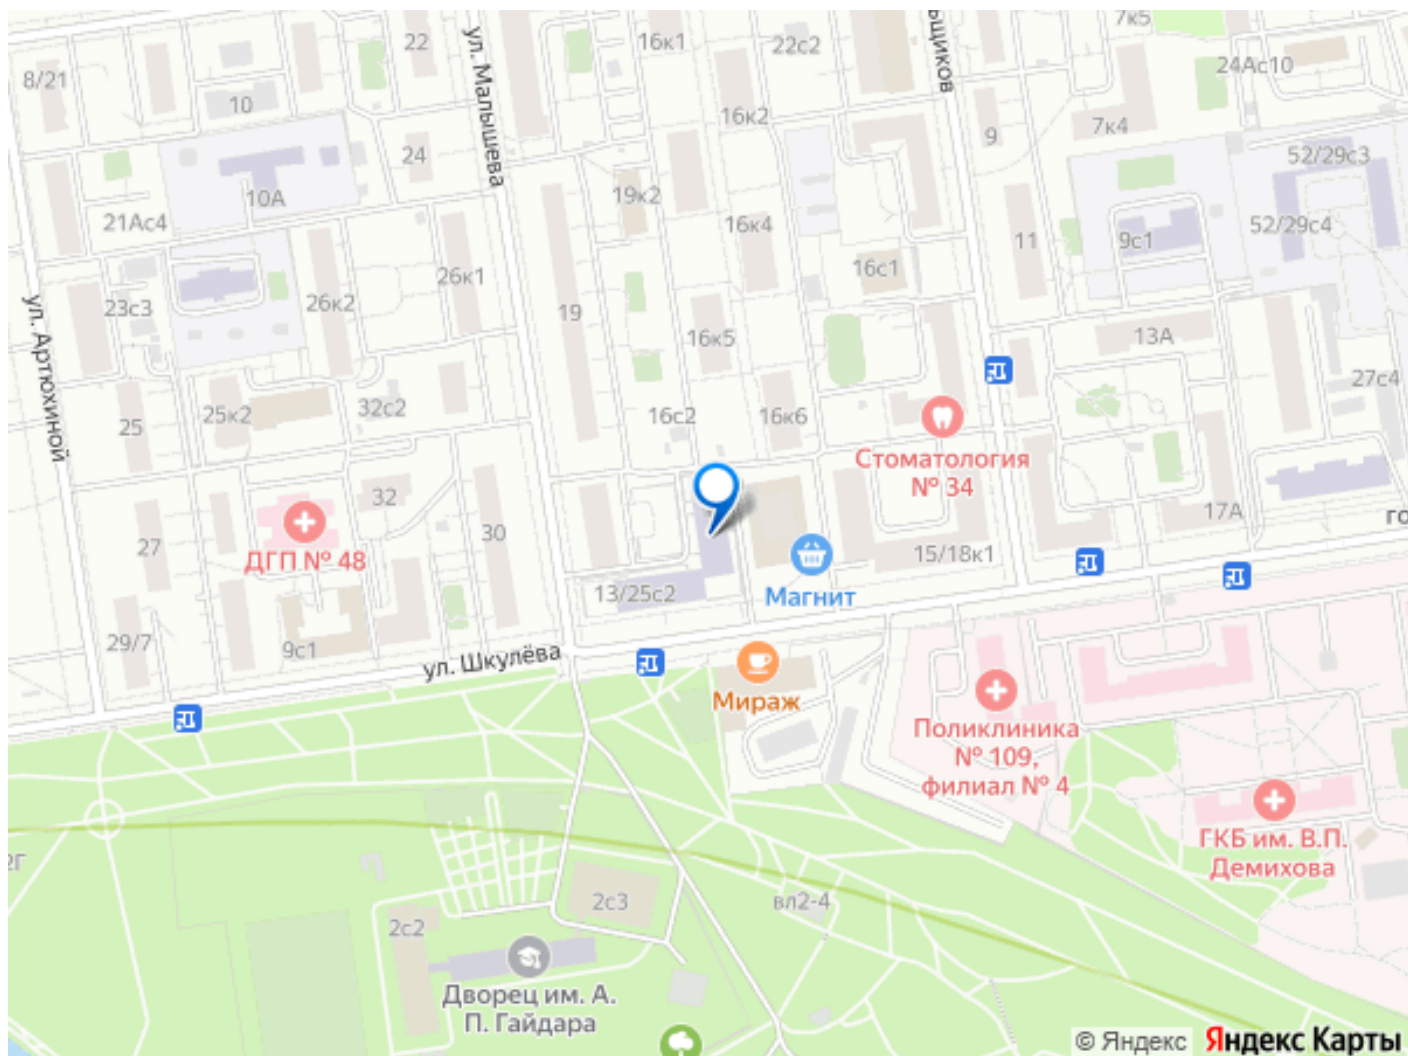 7к5
22
16к1
22с2
ул. Малышева
ьщиков
24Ас10
8/21
10
16к2
7к4
9
24
52/29с3
10А
19к2
21Ас4
16к4
11
9с1
52/29с4
26к1
16с1
23с3
26к2
19
16к5
13А
ул. Артюхиной
27с4
25
25к2
32с2
16с2
16к6
Стоматология
№ 34
32
17А
го
27
30
ДГП № 48
15/18к1
13/25с2
Магнит
29/7
9с1
ул. Шкулёва
Мираж
Поликлиника
№ 109,
филиал № 4
ГКБ им. В.П.
Демихова
ег
2с3
вл2-4
2с2
Дворец им. А.
П. Гайдара
© Яндекс Яндекс Карты